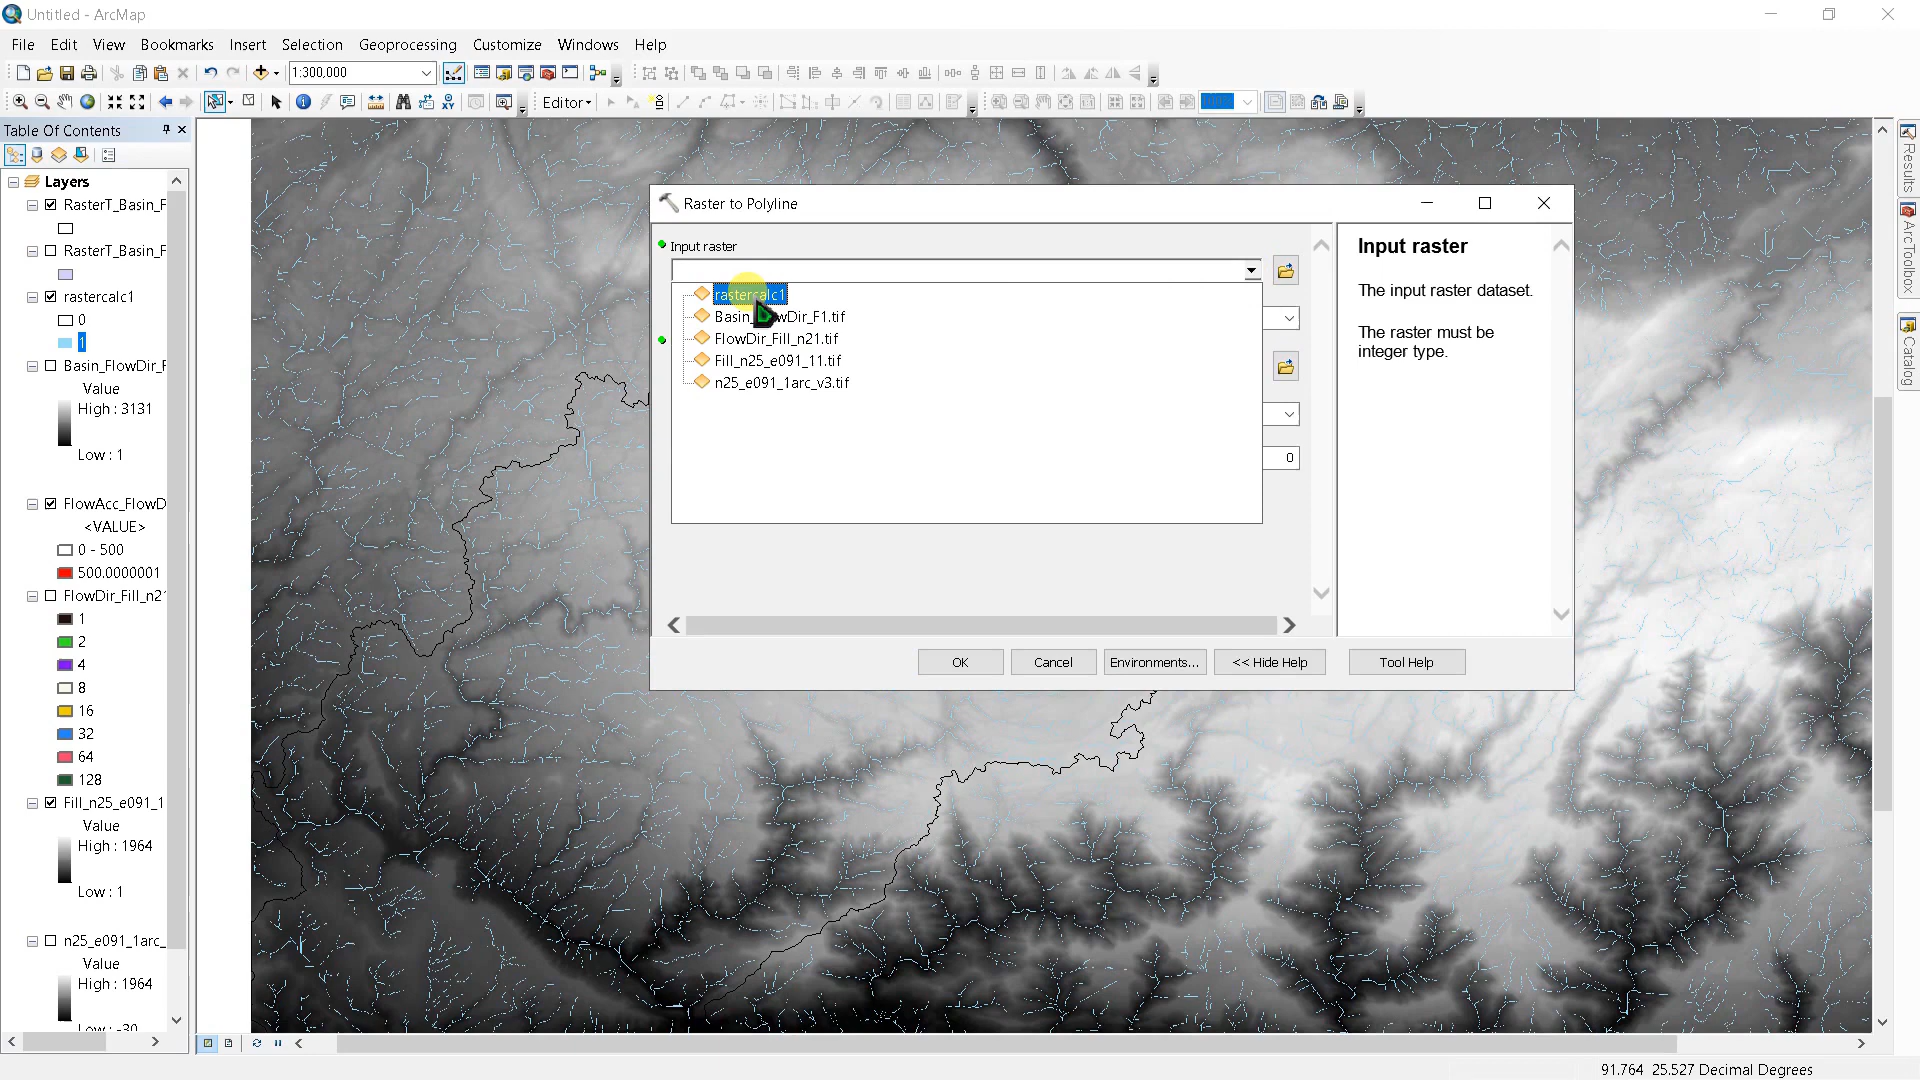 Untitled - ArcMap
File Edit View Bookmarks Insert Selection Geoprocessing Customize Windows Help
1:300,000
Editor
100%
Table Of Contents
Layers
RasterT_Basin_F
RasterT_Basin_F
rastercalc1
0
1
Basin_FlowDir_F
Value
High : 3131
Low : 1
FlowAcc_FlowD
<VALUE>
0 - 500
500.0000001
FlowDir_Fill_n21
1
2
4
8
16
32
64
128
Fill_n25_e091_1
Value
High : 1964
Low : 1
n25_e091_1arc_
Value
High : 1964
Low : -30
Raster to Polyline
Input raster
rastercalc1
FlowDir_Fill_n21.tif
Fill_n25_e091_11.tif
n25_e091_1arc_v3.tif
0
OK
Cancel
Environments...
<< Hide Help
Tool Help
Input raster
The input raster dataset.
The raster must be
integer type.
Results
ArcToolbox
Catalog
91.764 25.527 Decimal Degrees